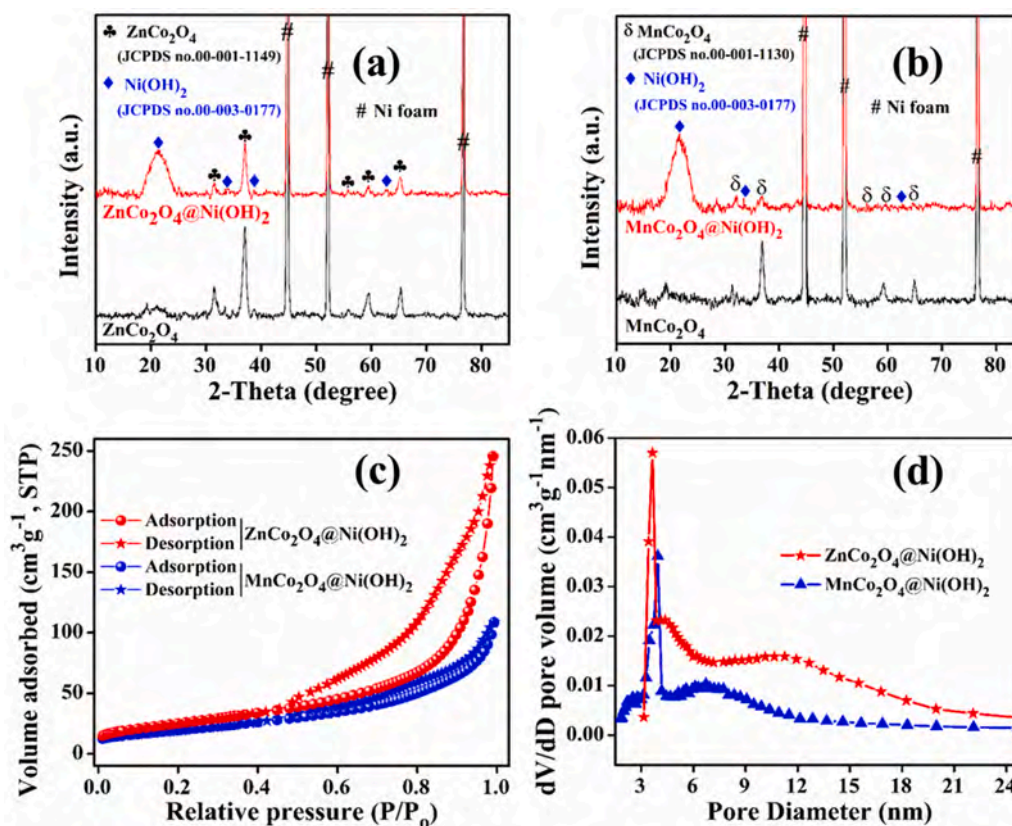 ♣ ZnCo₂O₄
(JCPDS no.00-001-1149)
♦ Ni(OH)₂
(JCPDS no.00-003-0177)
(a)
# Ni foam
#
#
#
ZnCo₂O₄@Ni(OH)₂
ZnCo₂O₄
Intensity (a.u.)
10 20 30 40 50 60 70 80
2-Theta (degree)
δ MnCo₂O₄
(JCPDS no.00-001-1130)
♦ Ni(OH)₂
(JCPDS no.00-003-0177)
(b)
# Ni foam
#
#
#
δ δ δ δ δ
MnCo₂O₄@Ni(OH)₂
MnCo₂O₄
Intensity (a.u.)
10 20 30 40 50 60 70 80
2-Theta (degree)
(c)
Adsorption
Desorption
ZnCo₂O₄@Ni(OH)₂
Adsorption
Desorption
MnCo₂O₄@Ni(OH)₂
Volume adsorbed (cm³g⁻¹, STP)
250
200
150
100
50
0
0.0 0.2 0.4 0.6 0.8 1.0
Relative pressure (P/Pₒ)
(d)
ZnCo₂O₄@Ni(OH)₂
MnCo₂O₄@Ni(OH)₂
dV/dD pore volume (cm³g⁻¹nm⁻¹)
0.06
0.05
0.04
0.03
0.02
0.01
0.00
3 6 9 12 15 18 21 24
Pore Diameter (nm)